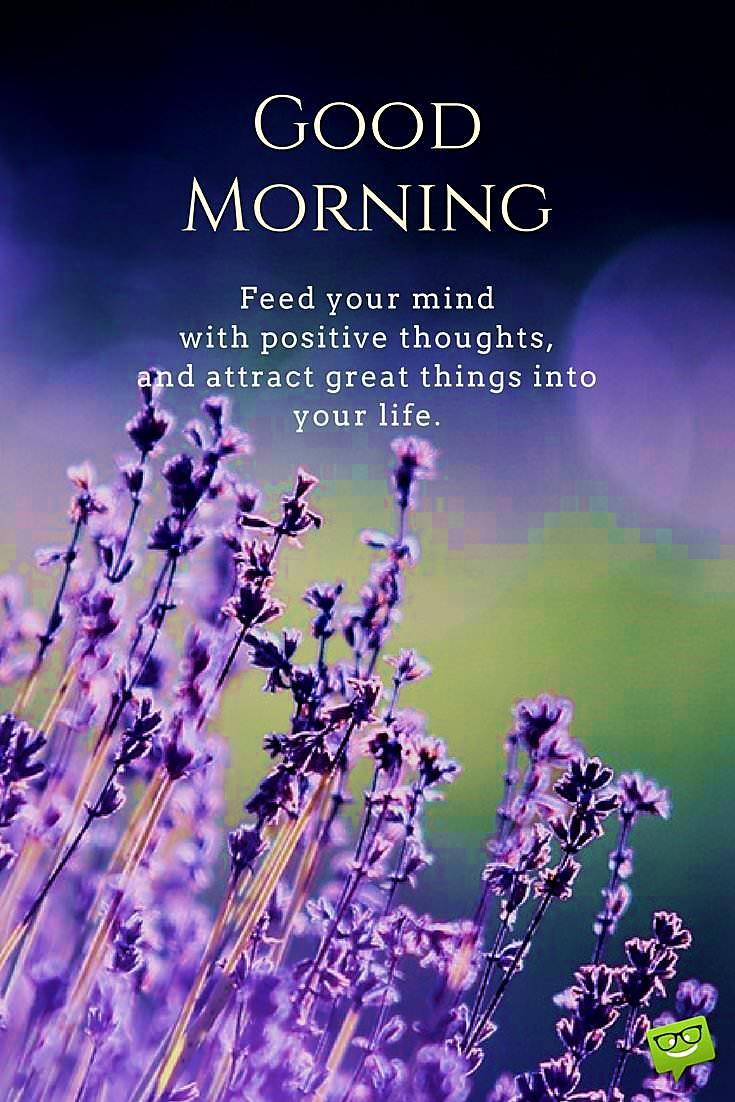 Good
Morning
Feed your mind
with positive thoughts,
and attract great things into
your life.